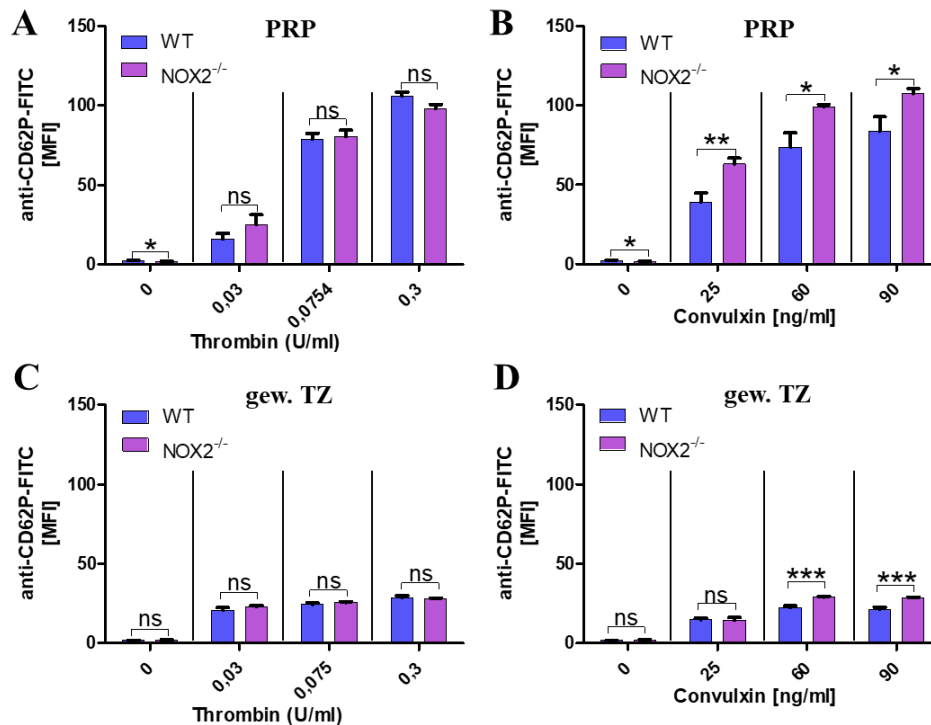 A
PRP
WT
NOX2⁻/⁻
anti-CD62P-FITC
[MFI]
150
100
50
0
*
ns
ns
ns
0
0,03
0,0754
0,3
Thrombin (U/ml)
B
PRP
WT
NOX2⁻/⁻
anti-CD62P-FITC
[MFI]
150
100
50
0
*
**
*
*
0
25
60
90
Convulxin [ng/ml]
C
gew. TZ
WT
NOX2⁻/⁻
anti-CD62P-FITC
[MFI]
150
100
50
0
ns
ns
ns
ns
0
0,03
0,075
0,3
Thrombin (U/ml)
D
gew. TZ
WT
NOX2⁻/⁻
anti-CD62P-FITC
[MFI]
150
100
50
0
ns
ns
***
***
0
25
60
90
Convulxin [ng/ml]